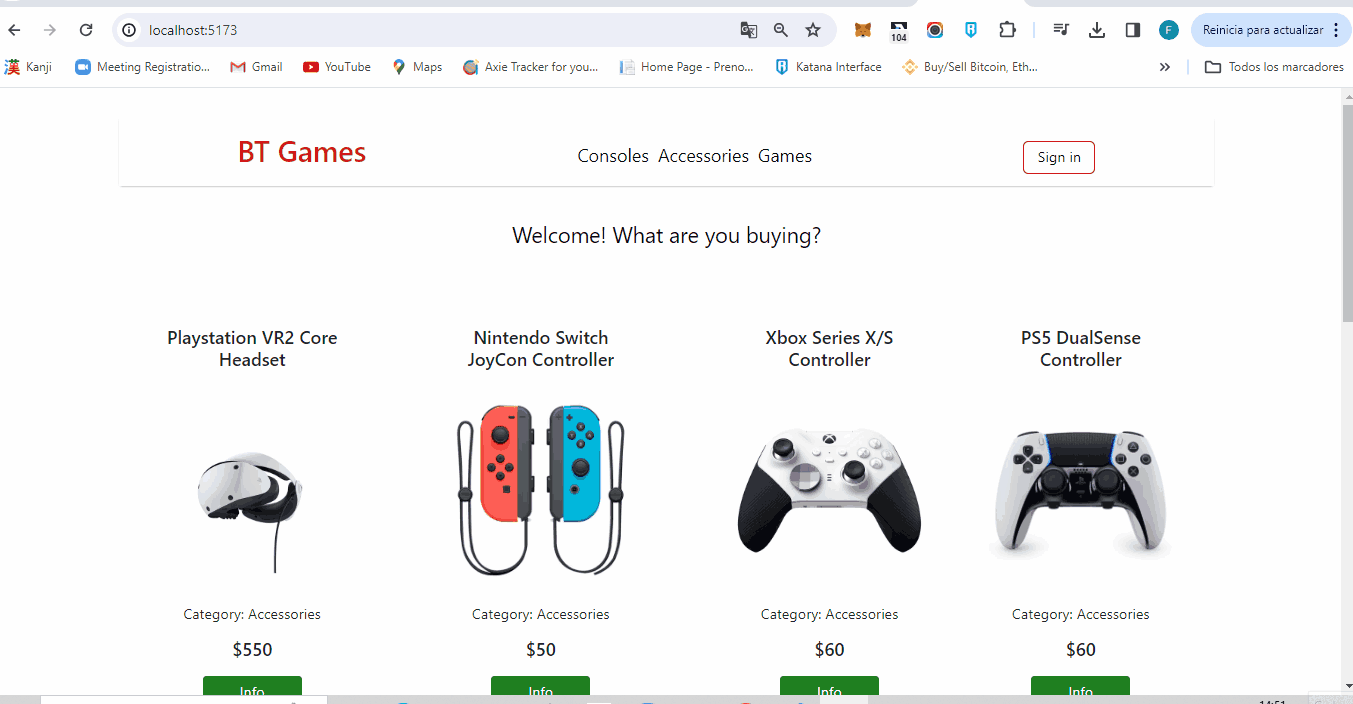 localhost:5173
104
F
Reinicia para actualizar
漢 Kanji
Meeting Registratio...
Gmail
YouTube
Maps
Axie Tracker for you...
Home Page - Preno...
Katana Interface
Buy/Sell Bitcoin, Eth...
»
Todos los marcadores
BT Games
Consoles Accessories Games
Sign in
Welcome! What are you buying?
Playstation VR2 Core
Headset
Nintendo Switch
JoyCon Controller
Xbox Series X/S
Controller
PS5 DualSense
Controller
Category: Accessories
Category: Accessories
Category: Accessories
Category: Accessories
$550
$50
$60
$60
Info
Info
Info
Info
14:51